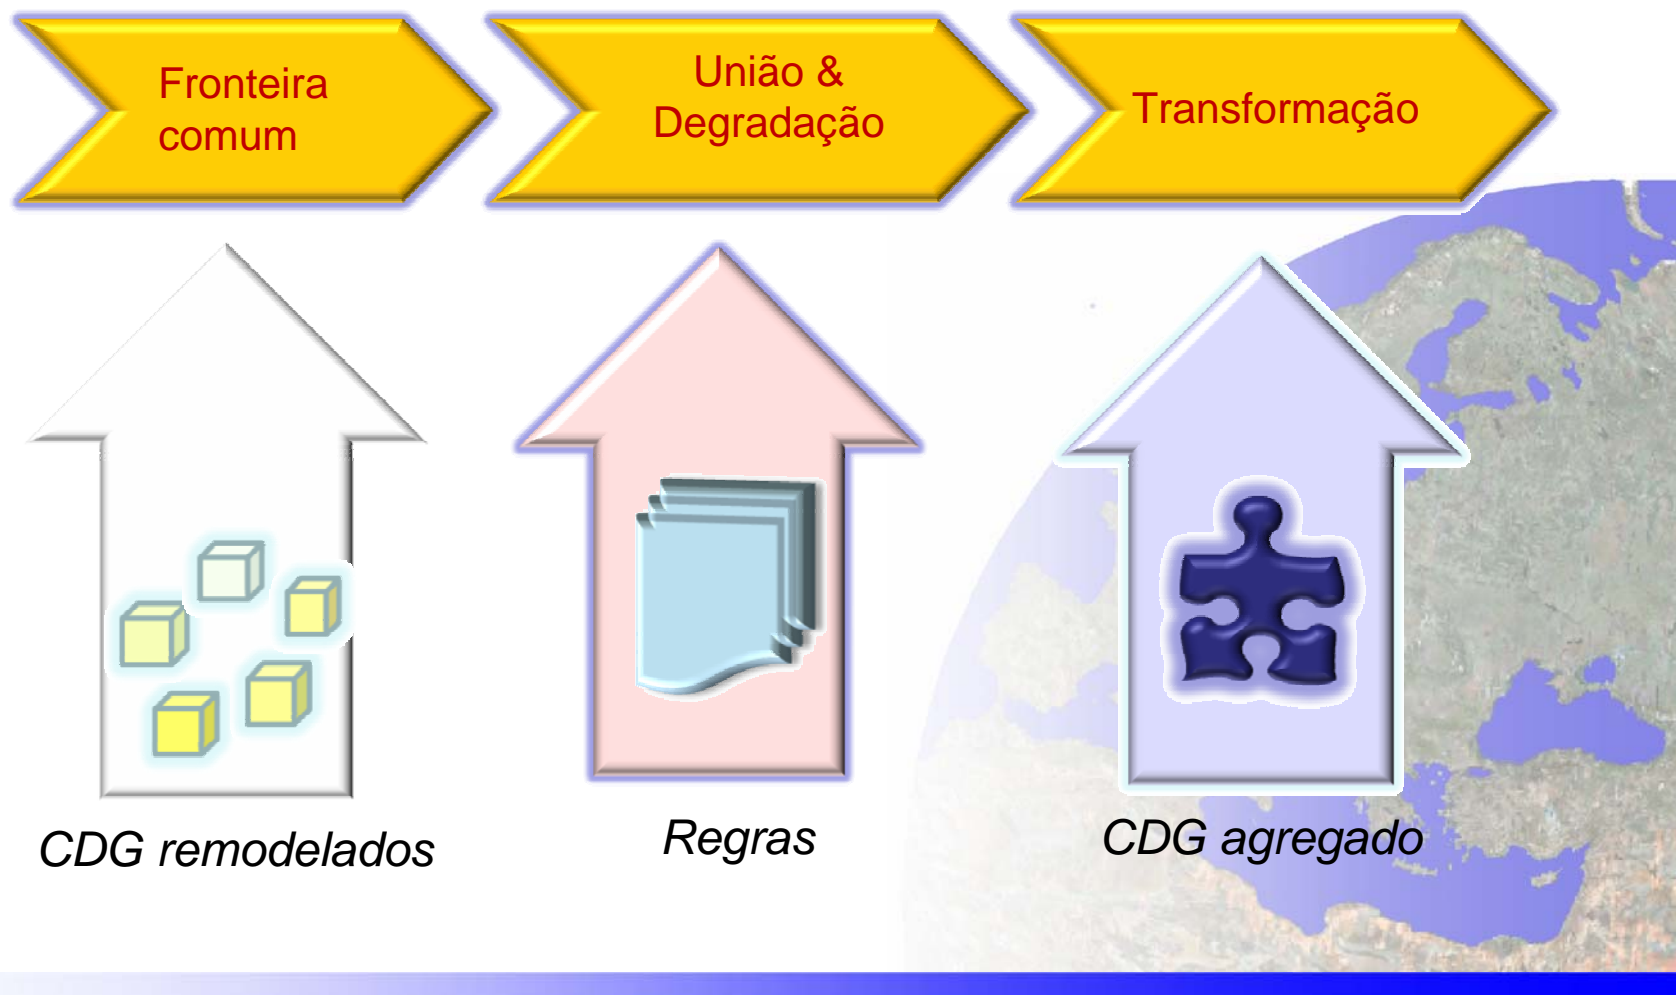 Fronteira
comum
União &
Degradação
Transformação
CDG remodelados
Regras
CDG agregado